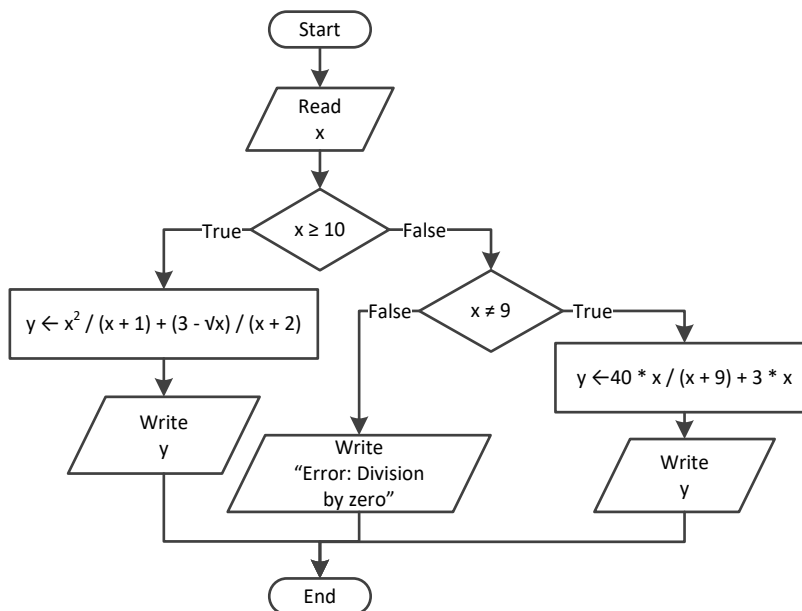 Start
Read
x
x ≥ 10
True
False
y ← x² / (x + 1) + (3 - √x) / (x + 2)
x ≠ 9
False
True
y ←40 * x / (x + 9) + 3 * x
Write
y
Write
“Error: Division
by zero”
Write
y
End